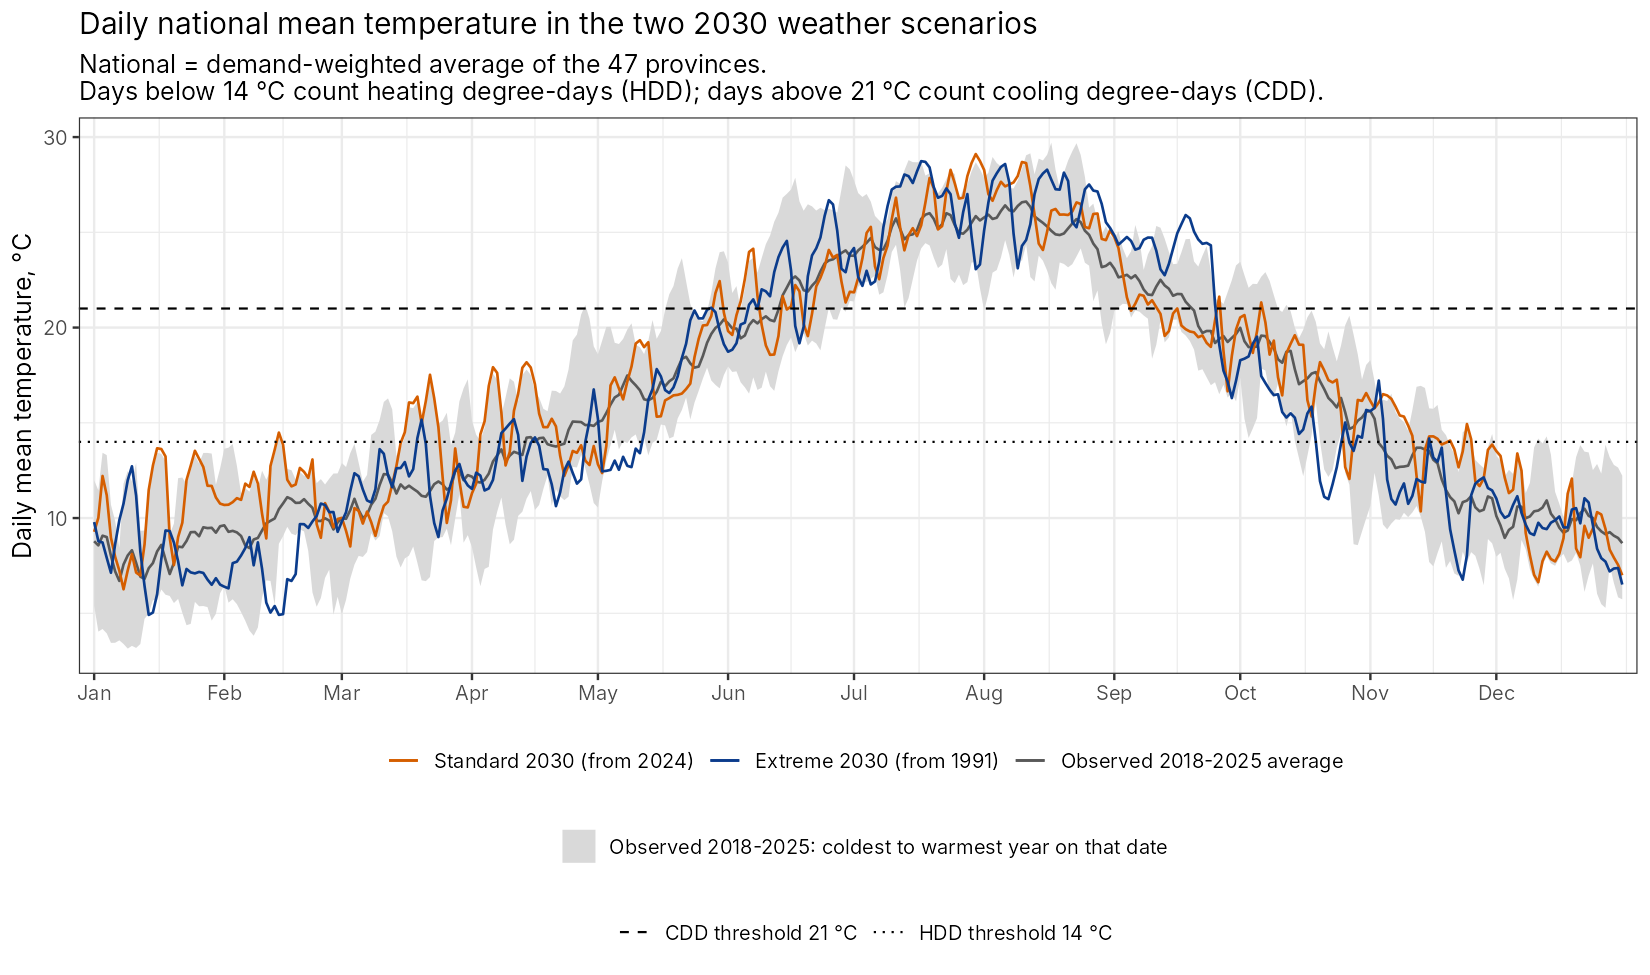 Daily national mean temperature in the two 2030 weather scenarios
National = demand-weighted average of the 47 provinces.
Days below 14 °C count heating degree-days (HDD); days above 21 °C count cooling degree-days (CDD).
Daily mean temperature, °C
30
20
10
Jan Feb Mar Apr May Jun Jul Aug Sep Oct Nov Dec
Standard 2030 (from 2024) Extreme 2030 (from 1991) Observed 2018-2025 average
Observed 2018-2025: coldest to warmest year on that date
CDD threshold 21 °C HDD threshold 14 °C